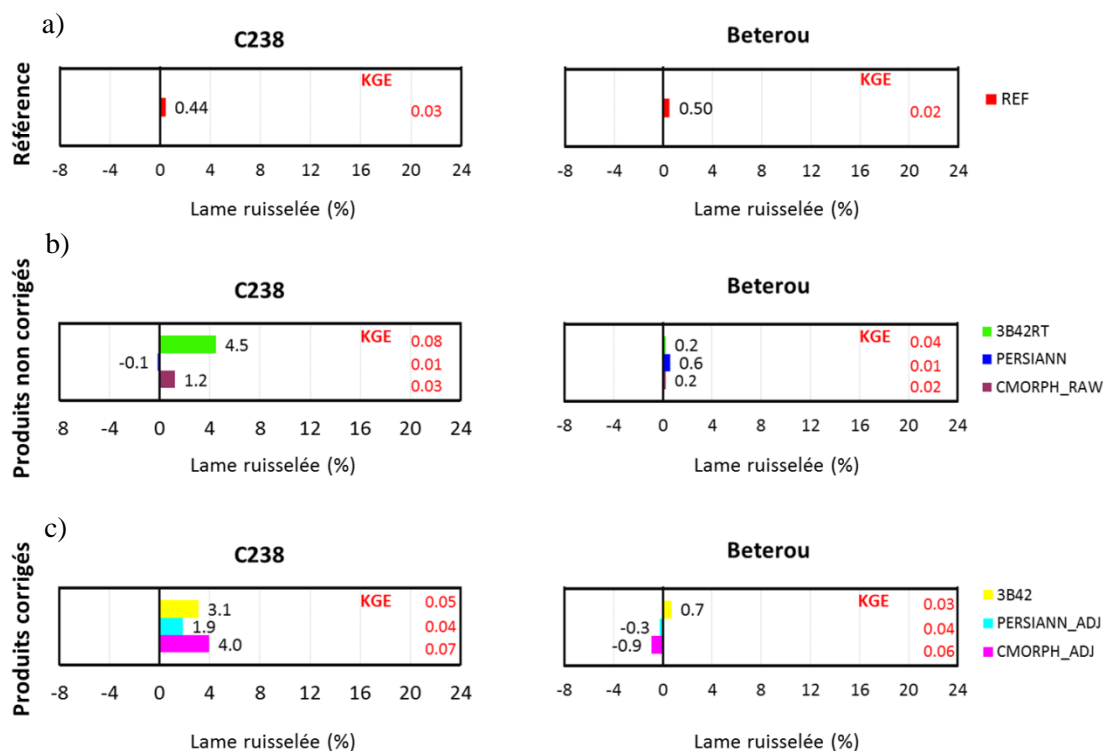 a)
C238
Beterou
Référence
KGE
0.44
0.03
KGE
0.50
0.02
REF
-8 -4 0 4 8 12 16 20 24
-8 -4 0 4 8 12 16 20 24
Lame ruisselée (%)
Lame ruisselée (%)
b)
C238
Beterou
Produits non corrigés
KGE
4.5
0.08
-0.1
0.01
1.2
0.03
KGE
0.2
0.04
0.6
0.01
0.2
0.02
3B42RT
PERSIANN
CMORPH_RAW
-8 -4 0 4 8 12 16 20 24
-8 -4 0 4 8 12 16 20 24
Lame ruisselée (%)
Lame ruisselée (%)
c)
C238
Beterou
Produits corrigés
KGE
3.1
0.05
1.9
0.04
4.0
0.07
KGE
0.7
0.03
-0.3
0.04
-0.9
0.06
3B42
PERSIANN_ADJ
CMORPH_ADJ
-8 -4 0 4 8 12 16 20 24
-8 -4 0 4 8 12 16 20 24
Lame ruisselée (%)
Lame ruisselée (%)